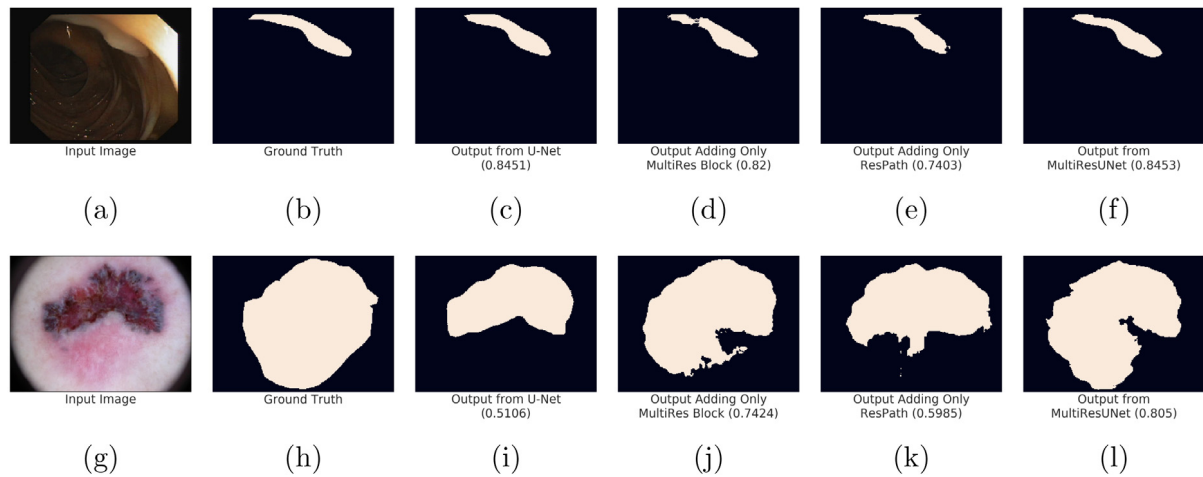 Input Image
Ground Truth
Output from U-Net
(0.8451)
Output Adding Only
MultiRes Block (0.82)
Output Adding Only
ResPath (0.7403)
Output from
MultiResUNet (0.8453)
(a)
(b)
(c)
(d)
(e)
(f)
Input Image
Ground Truth
Output from U-Net
(0.5106)
Output Adding Only
MultiRes Block (0.7424)
Output Adding Only
ResPath (0.5985)
Output from
MultiResUNet (0.805)
(g)
(h)
(i)
(j)
(k)
(l)